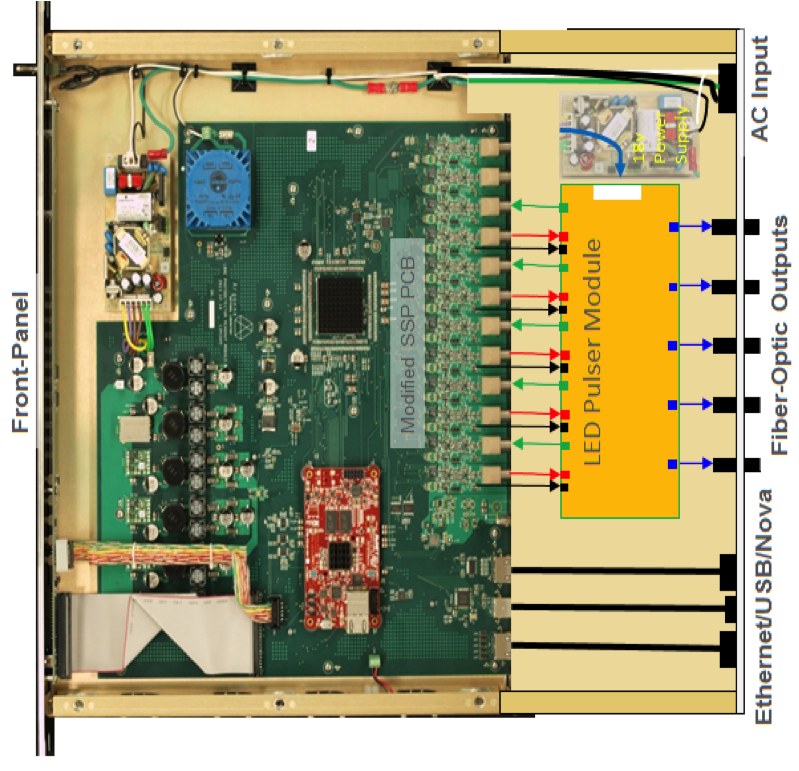 Front-Panel
Modified SSP PCB
LED Pulser Module
18v
Power
Supply
AC Input
Fiber-Optic Outputs
Ethernet/USB/Nova